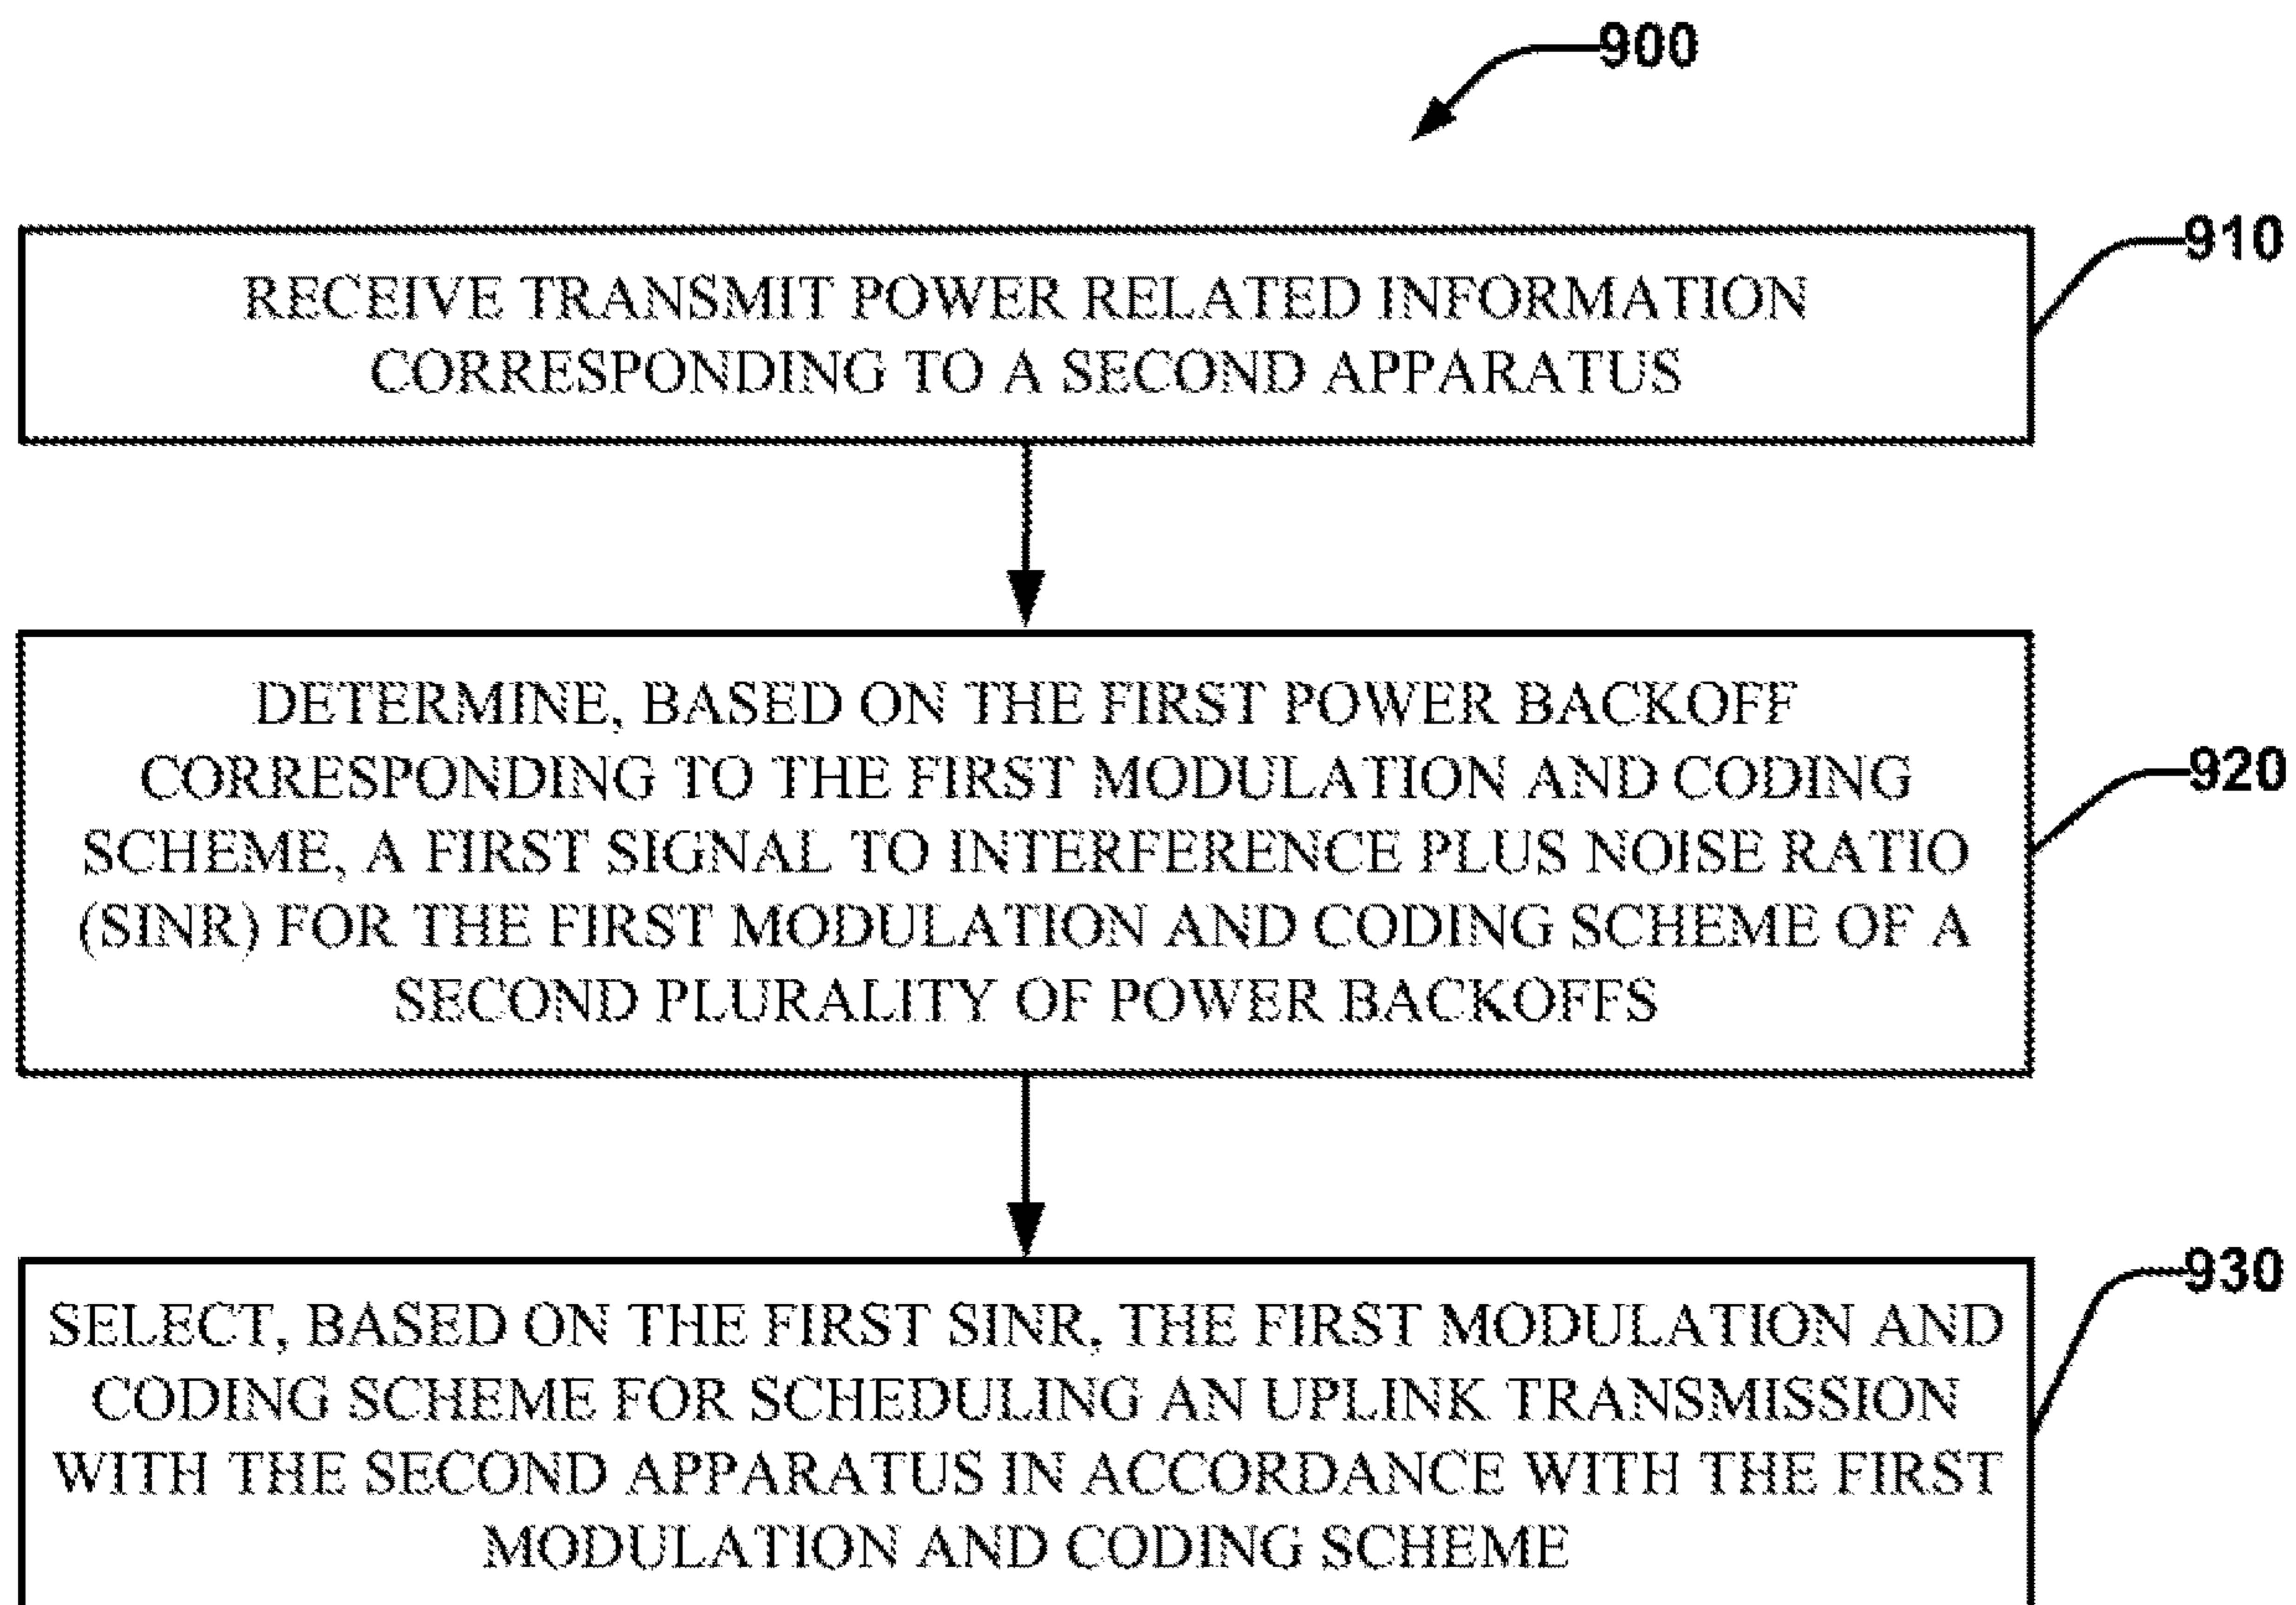 900
910
RECEIVE TRANSMIT POWER RELATED INFORMATION
CORRESPONDING TO A SECOND APPARATUS
DETERMINE, BASED ON THE FIRST POWER BACKOFF
CORRESPONDING TO THE FIRST MODULATION AND CODING
SCHEME, A FIRST SIGNAL TO INTERFERENCE PLUS NOISE RATIO
(SINR) FOR THE FIRST MODULATION AND CODING SCHEME OF A
SECOND PLURALITY OF POWER BACKOFFS
920
SELECT, BASED ON THE FIRST SINR, THE FIRST MODULATION AND
CODING SCHEME FOR SCHEDULING AN UPLINK TRANSMISSION
WITH THE SECOND APPARATUS IN ACCORDANCE WITH THE FIRST
MODULATION AND CODING SCHEME
930